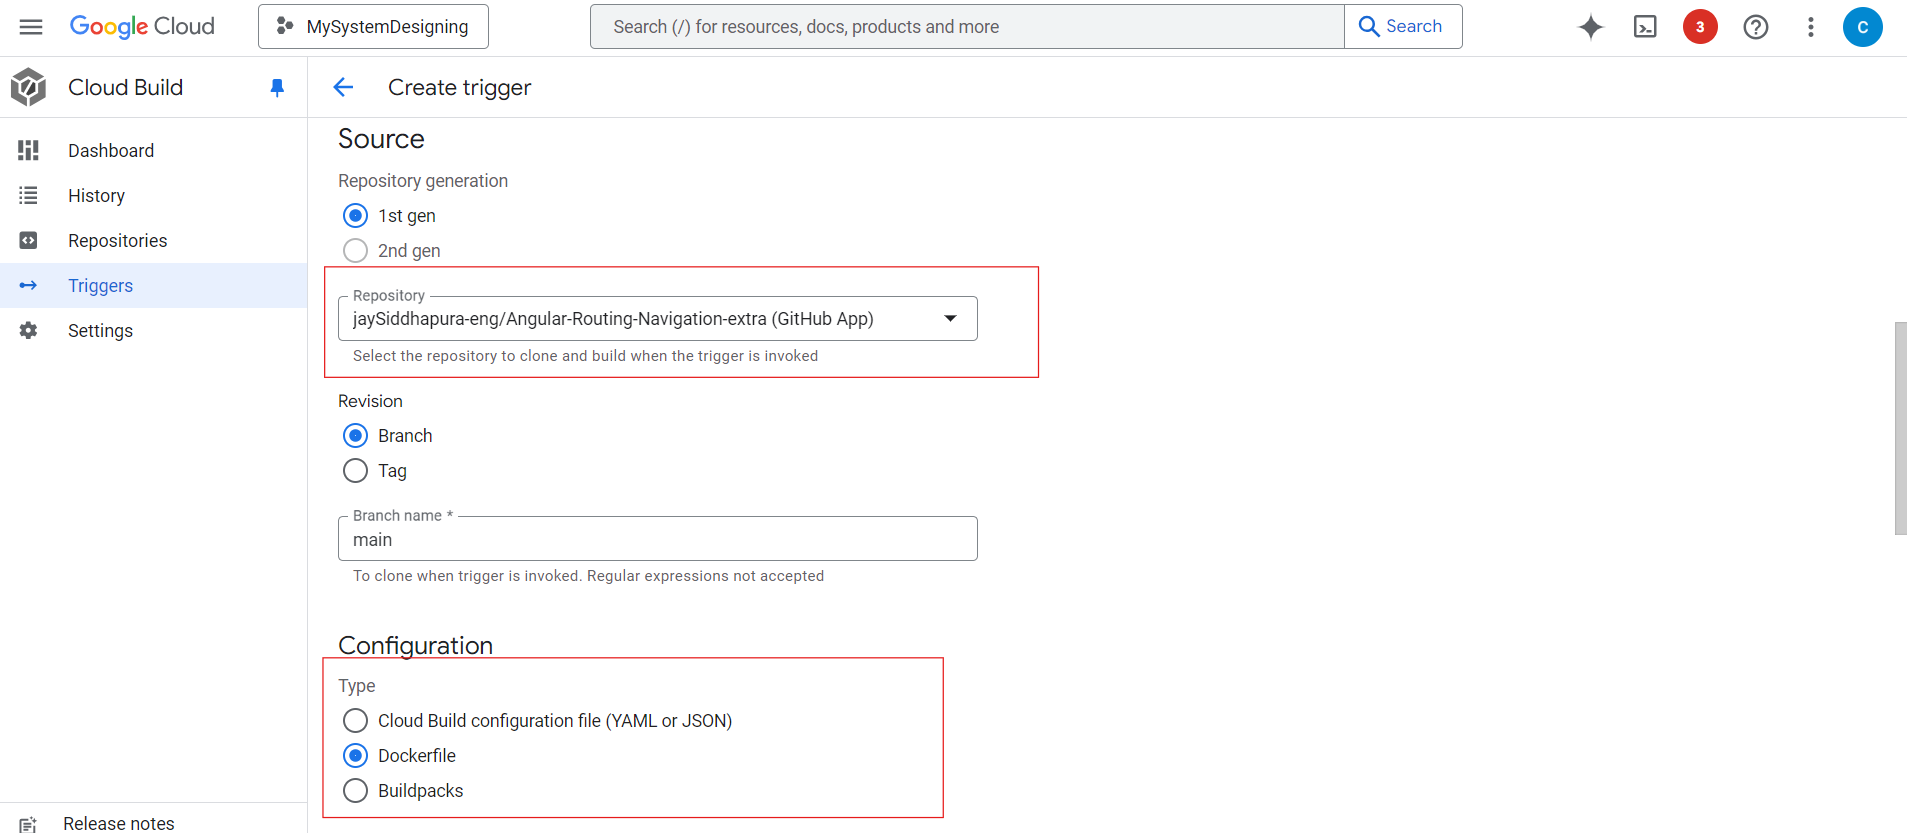 Google Cloud
MySystemDesigning
Search (/) for resources, docs, products and more
Search
3
C
Cloud Build
Create trigger
Dashboard
History
Repositories
Triggers
Settings
Release notes
Source
Repository generation
1st gen
2nd gen
Repository
jaySiddhapura-eng/Angular-Routing-Navigation-extra (GitHub App)
Select the repository to clone and build when the trigger is invoked
Revision
Branch
Tag
Branch name *
main
To clone when trigger is invoked. Regular expressions not accepted
Configuration
Type
Cloud Build configuration file (YAML or JSON)
Dockerfile
Buildpacks